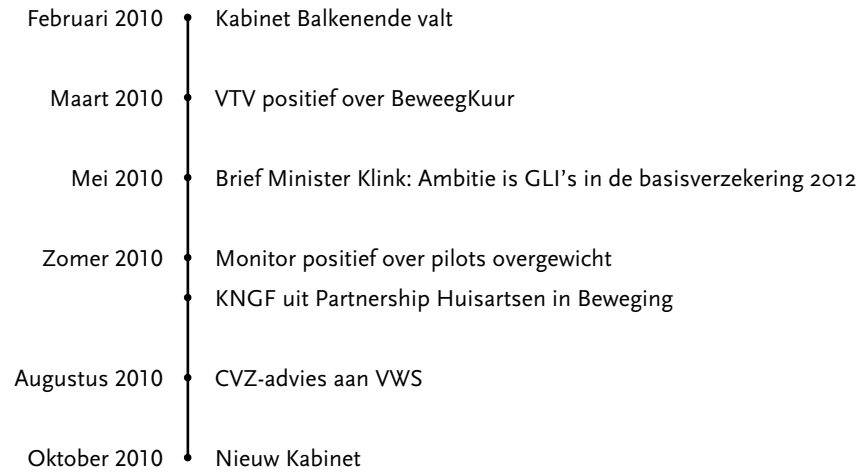 Februari 2010 Kabinet Balkenende valt
Maart 2010 VTV positief over BeweegKuur
Mei 2010 Brief Minister Klink: Ambitie is GLI's in de basisverzekering 2012
Zomer 2010 Monitor positief over pilots overgewicht
KNGF uit Partnership Huisartsen in Beweging
Augustus 2010 CVZ-advies aan VWS
Oktober 2010 Nieuw Kabinet